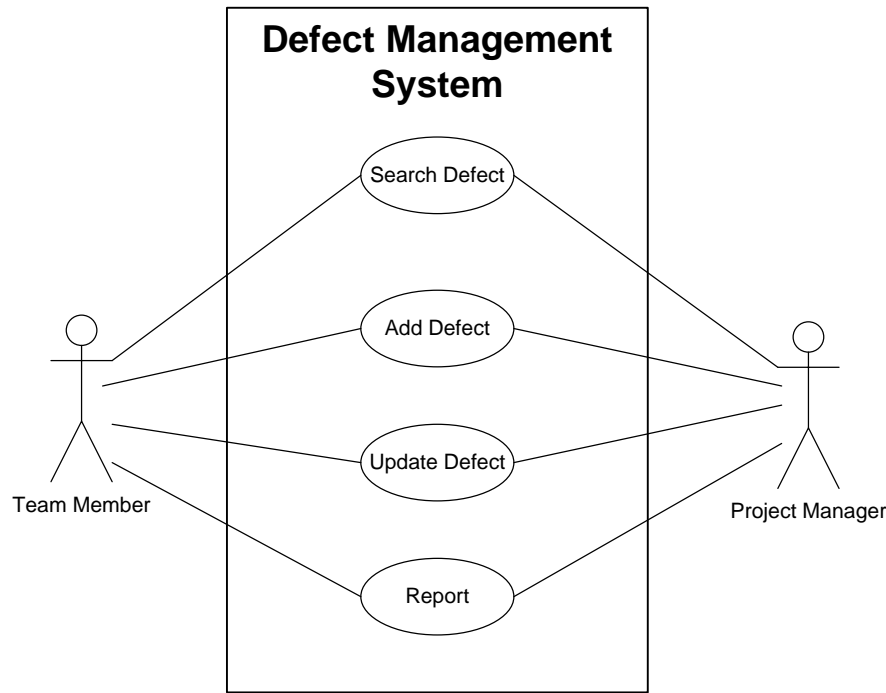 Defect Management
System
Search Defect
Add Defect
Update Defect
Team Member
Project Manager
Report